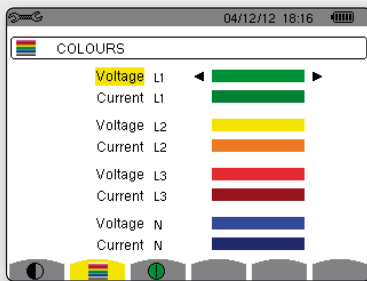 04/12/12 18:16
COLOURS
Voltage L1
Current L1
Voltage L2
Current L2
Voltage L3
Current L3
Voltage N
Current N